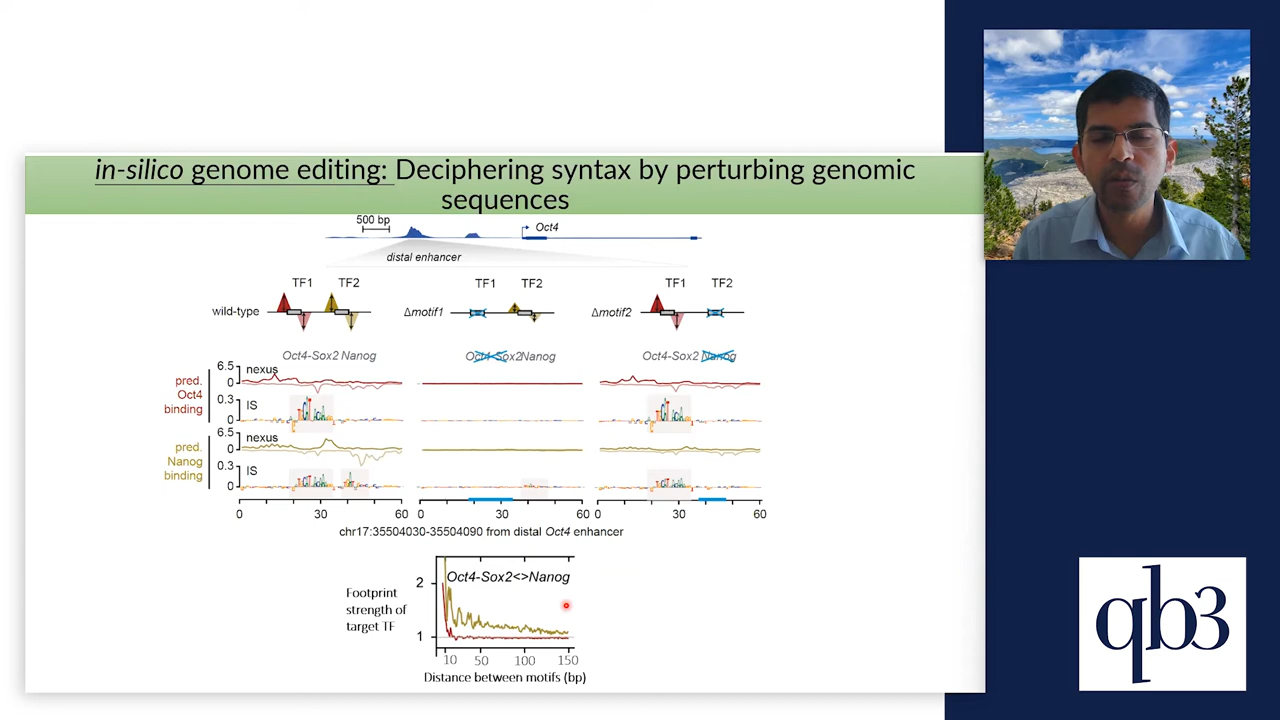 in-silico genome editing: Deciphering syntax by perturbing genomic
sequences
500 bp
Oct4
distal enhancer
TF1 TF2
TF1 TF2
TF1 TF2
wild-type
Δmotif1
Δmotif2
Oct4-Sox2 Nanog
Oct4-Sox2 Nanog
Oct4-Sox2 Nanog
pred.
Oct4
binding
6.5
0
nexus
0.3
0
IS
pred.
Nanog
binding
6.5
0
nexus
0.3
0
IS
0 30 60
0 30 60
0 30 60
chr17:35504030-35504090 from distal Oct4 enhancer
Footprint
strength of
target TF
2
1
Oct4-Sox2<>Nanog
10 50 100 150
Distance between motifs (bp)
qb3